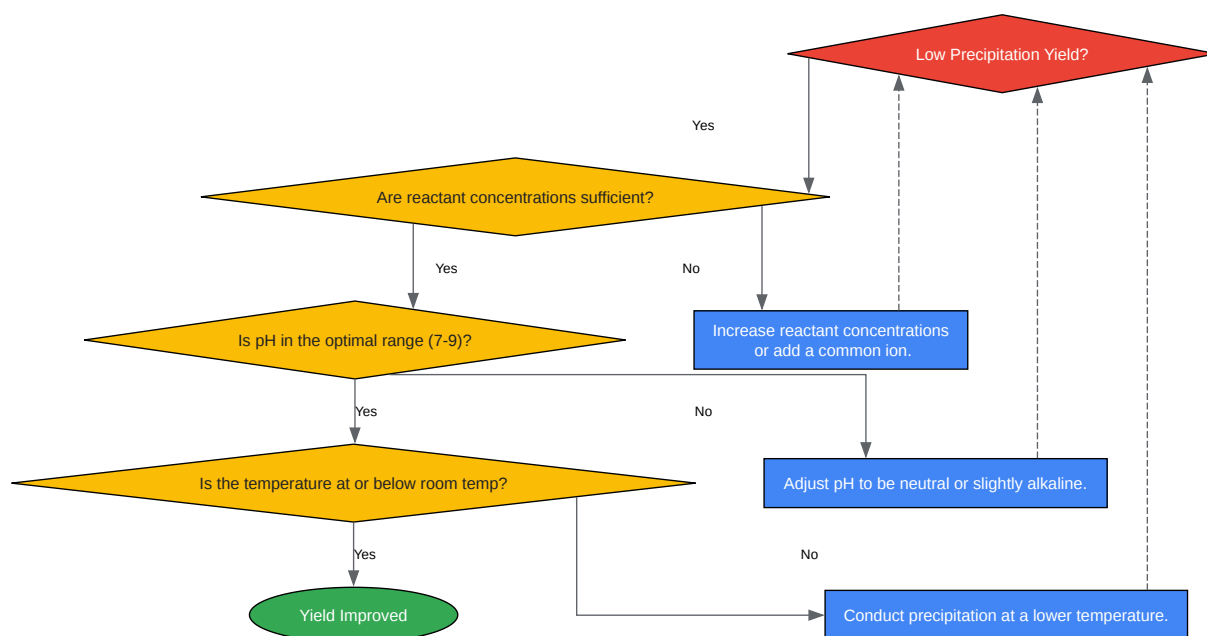 Low Precipitation Yield?
Yes
Are reactant concentrations sufficient?
Yes
No
Increase reactant concentrations
or add a common ion.
Is pH in the optimal range (7-9)?
Yes
No
Is the temperature at or below room temp?
Adjust pH to be neutral or slightly alkaline.
Yes
No
Yield Improved
Conduct precipitation at a lower temperature.